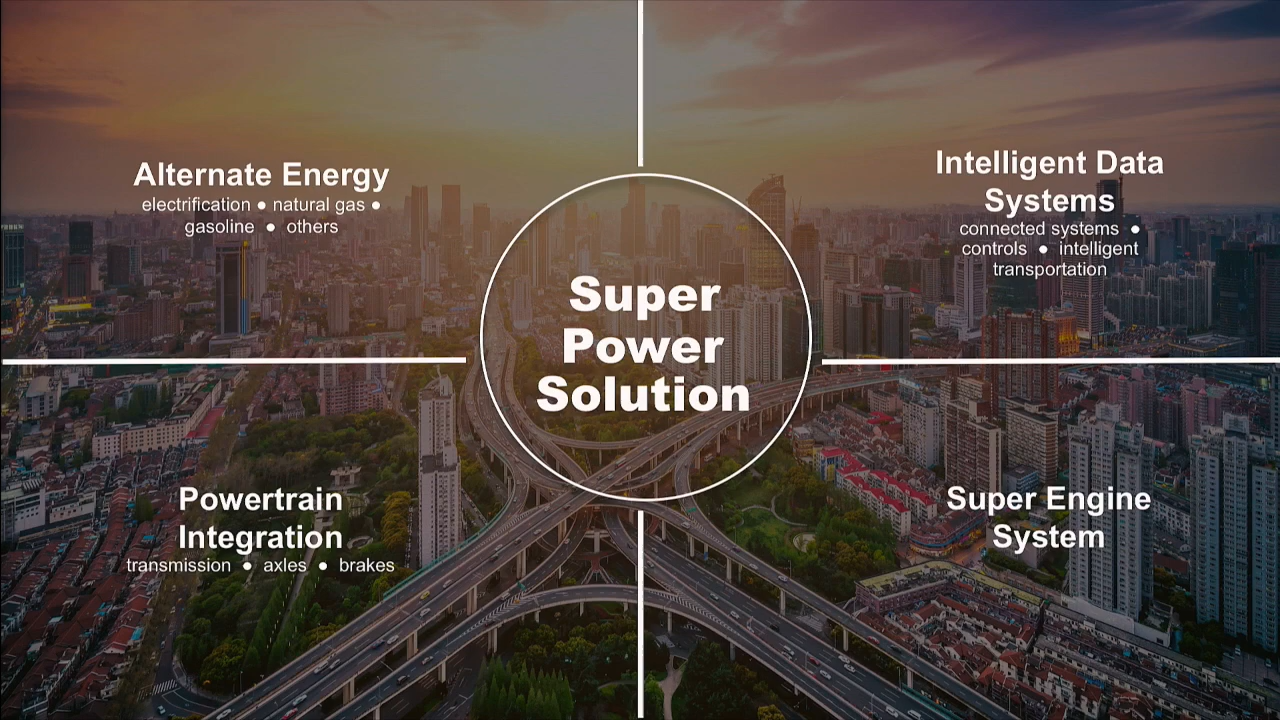 Alternate Energy
electrification ● natural gas ●
gasoline ● others
Intelligent Data
Systems
connected systems ●
controls ● intelligent
transportation
Super
Power
Solution
Powertrain
Integration
transmission ● axles ● brakes
Super Engine
System